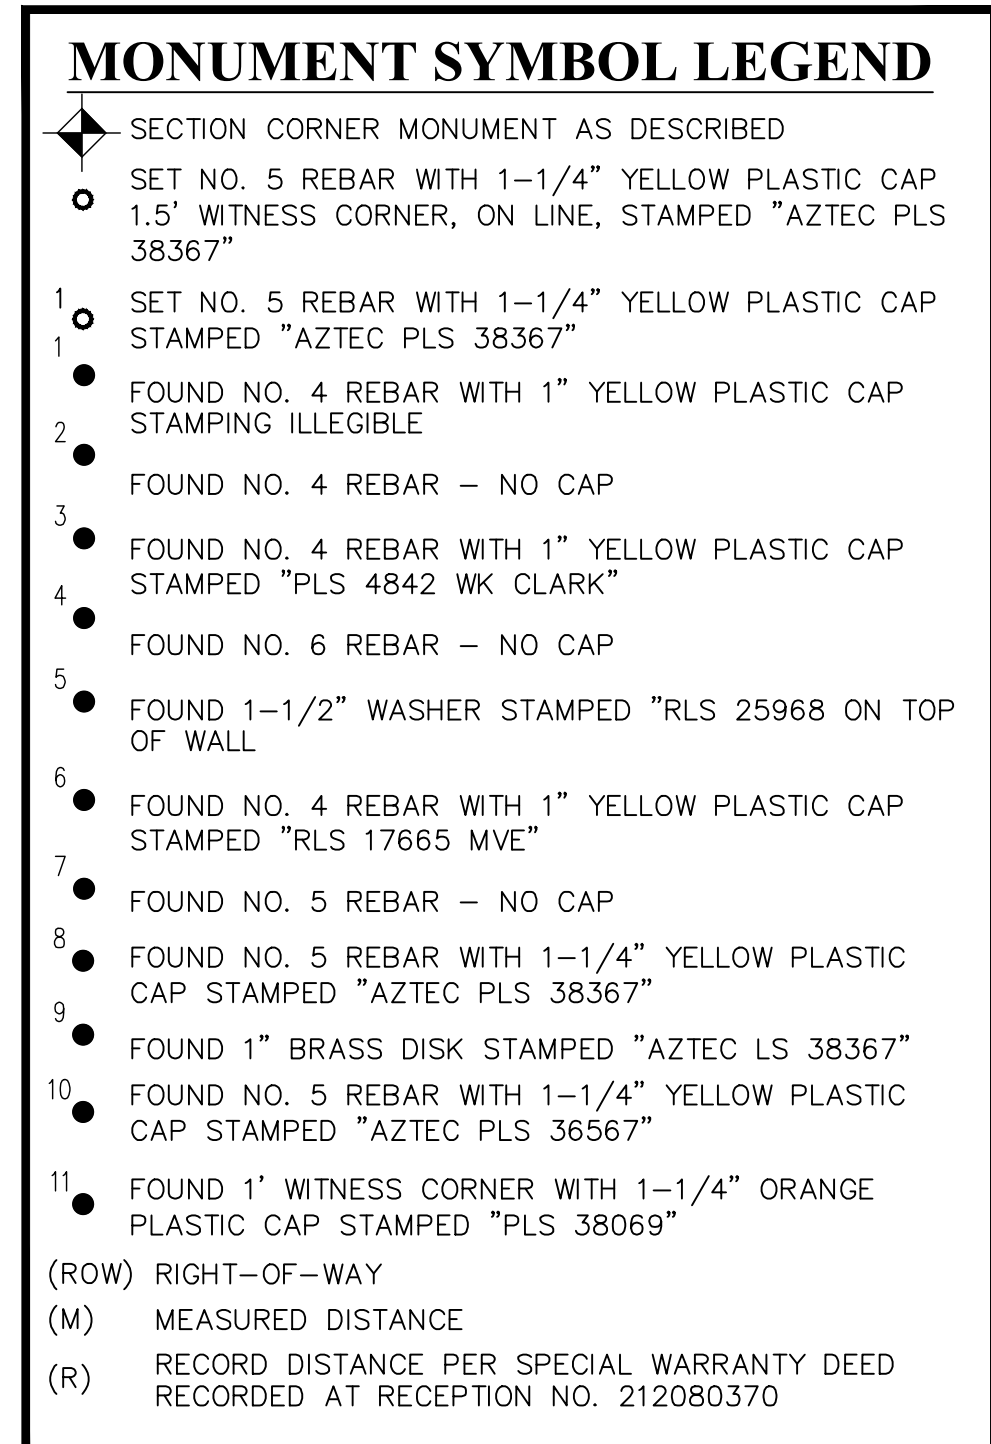 MONUMENT SYMBOL LEGEND
SECTION CORNER MONUMENT AS DESCRIBED
SET NO. 5 REBAR WITH 1-1/4" YELLOW PLASTIC CAP
1.5' WITNESS CORNER, ON LINE, STAMPED "AZTEC PLS
38367"
1 SET NO. 5 REBAR WITH 1-1/4" YELLOW PLASTIC CAP
STAMPED "AZTEC PLS 38367"
1
FOUND NO. 4 REBAR WITH 1" YELLOW PLASTIC CAP
STAMPING ILLEGIBLE
2
FOUND NO. 4 REBAR – NO CAP
3
FOUND NO. 4 REBAR WITH 1" YELLOW PLASTIC CAP
STAMPED "PLS 4842 WK CLARK"
4
FOUND NO. 6 REBAR – NO CAP
5
FOUND 1-1/2" WASHER STAMPED "RLS 25968 ON TOP
OF WALL
6
FOUND NO. 4 REBAR WITH 1" YELLOW PLASTIC CAP
STAMPED "RLS 17665 MVE"
7
FOUND NO. 5 REBAR – NO CAP
8
FOUND NO. 5 REBAR WITH 1-1/4" YELLOW PLASTIC
CAP STAMPED "AZTEC PLS 38367"
9
FOUND 1" BRASS DISK STAMPED "AZTEC LS 38367"
10 FOUND NO. 5 REBAR WITH 1-1/4" YELLOW PLASTIC
CAP STAMPED "AZTEC PLS 36567"
11 FOUND 1' WITNESS CORNER WITH 1-1/4" ORANGE
PLASTIC CAP STAMPED "PLS 38069"
(ROW) RIGHT-OF-WAY
(M) MEASURED DISTANCE
(R) RECORD DISTANCE PER SPECIAL WARRANTY DEED
RECORDED AT RECEPTION NO. 212080370